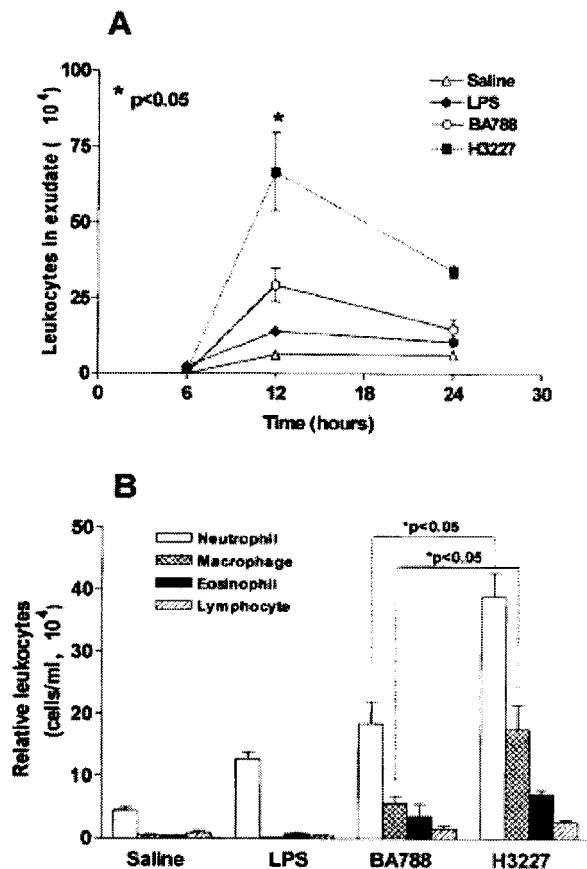 A
100
75
50
25
0
* p<0.05
*
Saline
LPS
BA788
H3227
Leukocytes in exudate ( 10⁴)
0 6 12 18 24 30
Time (hours)
B
50
40
30
20
10
0
Neutrophil
Macrophage
Eosinophil
Lymphocyte
*p<0.05
*p<0.05
Relative leukocytes
(cells/ml, 10⁴)
Saline LPS BA788 H3227